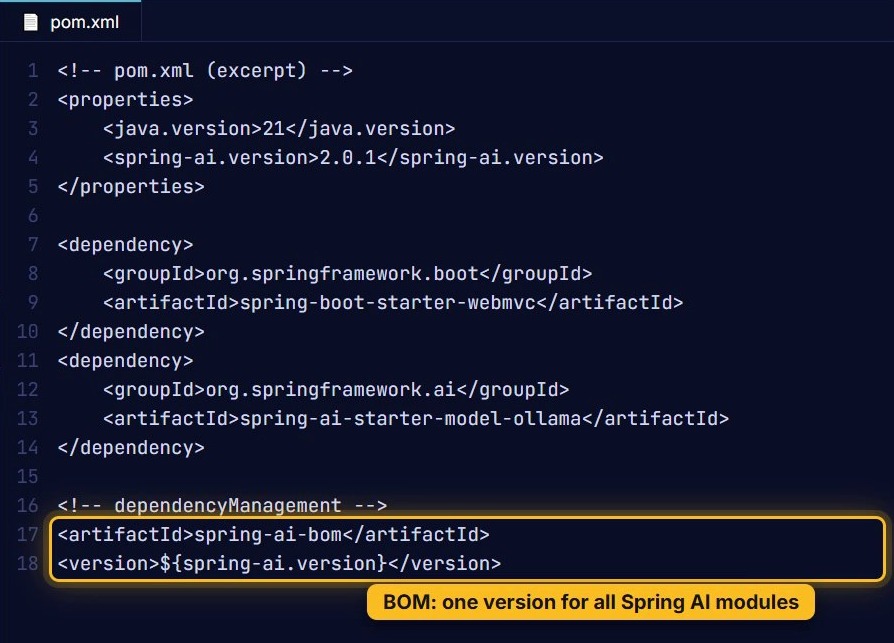 pom.xml
1 <!-- pom.xml (excerpt) -->
2 <properties>
3     <java.version>21</java.version>
4     <spring-ai.version>2.0.1</spring-ai.version>
5 </properties>
6
7 <dependency>
8     <groupId>org.springframework.boot</groupId>
9     <artifactId>spring-boot-starter-webmvc</artifactId>
10 </dependency>
11 <dependency>
12     <groupId>org.springframework.ai</groupId>
13     <artifactId>spring-ai-starter-model-ollama</artifactId>
14 </dependency>
15
16 <!-- dependencyManagement -->
17 <artifactId>spring-ai-bom</artifactId>
18 <version>${spring-ai.version}</version>
BOM: one version for all Spring AI modules